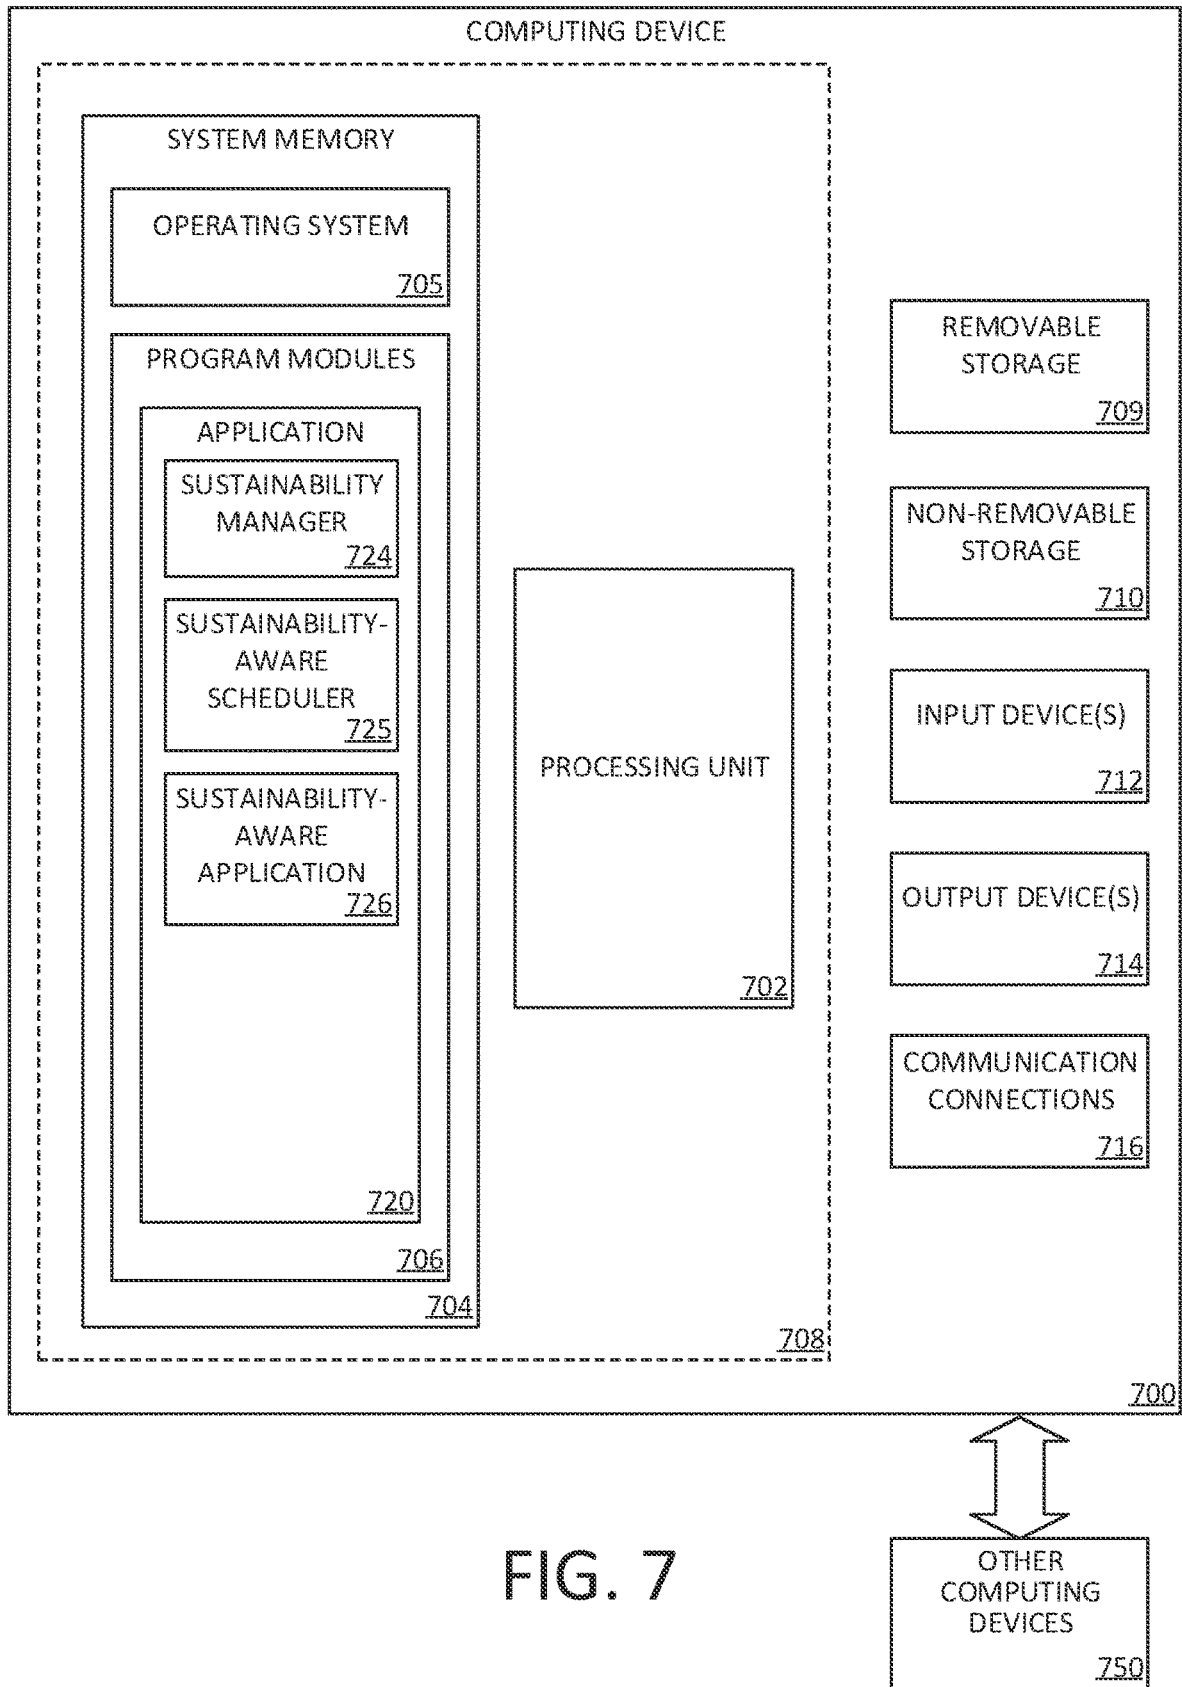 COMPUTING DEVICE
SYSTEM MEMORY
OPERATING SYSTEM
705
PROGRAM MODULES
APPLICATION
SUSTAINABILITY
MANAGER
724
SUSTAINABILITY-
AWARE
SCHEDULER
725
SUSTAINABILITY-
AWARE
APPLICATION
726
720
706
704
PROCESSING UNIT
702
708
REMOVABLE
STORAGE
709
NON-REMOVABLE
STORAGE
710
INPUT DEVICE(S)
712
OUTPUT DEVICE(S)
714
COMMUNICATION
CONNECTIONS
716
700
OTHER
COMPUTING
DEVICES
750
FIG. 7